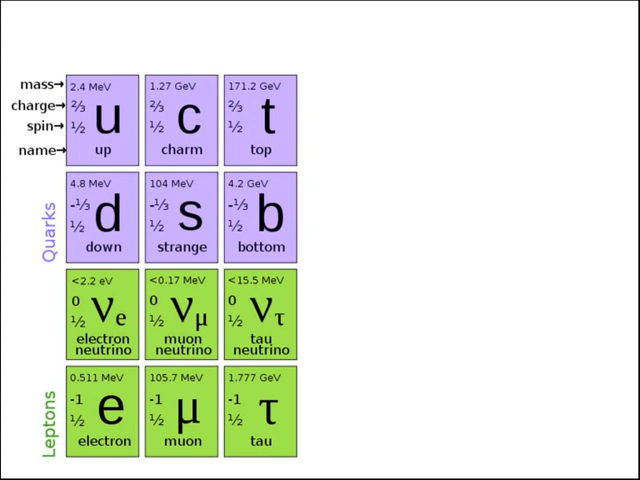 mass→ 2.4 MeV 1.27 GeV 171.2 GeV
charge→ ⅔ ⅔ ⅔
u c t
spin→ ½ ½ ½
name→ up charm top
4.8 MeV 104 MeV 4.2 GeV
-⅓ -⅓ -⅓
d s b
½ ½ ½
down strange bottom
Quarks
<2.2 eV <0.17 MeV <15.5 MeV
0 0 0
νe νμ ντ
½ ½ ½
electron muon tau
neutrino neutrino neutrino
0.511 MeV 105.7 MeV 1.777 GeV
-1 -1 -1
e μ τ
½ ½ ½
electron muon tau
Leptons